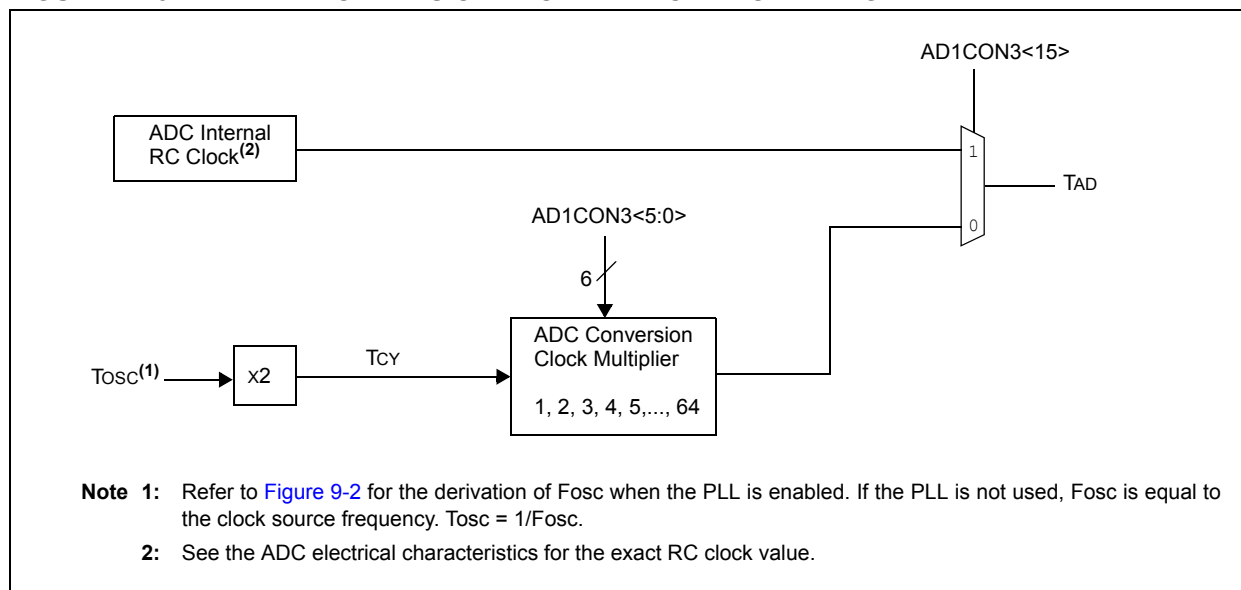 AD1CON3<15>
ADC Internal
RC Clock(2)
1
TAD
AD1CON3<5:0>
0
6
ADC Conversion
Clock Multiplier
TOSC(1)
X2
TCY
1, 2, 3, 4, 5,..., 64
Note 1: Refer to Figure 9-2 for the derivation of Fosc when the PLL is enabled. If the PLL is not used, Fosc is equal to
the clock source frequency. Tosc = 1/Fosc.
2: See the ADC electrical characteristics for the exact RC clock value.